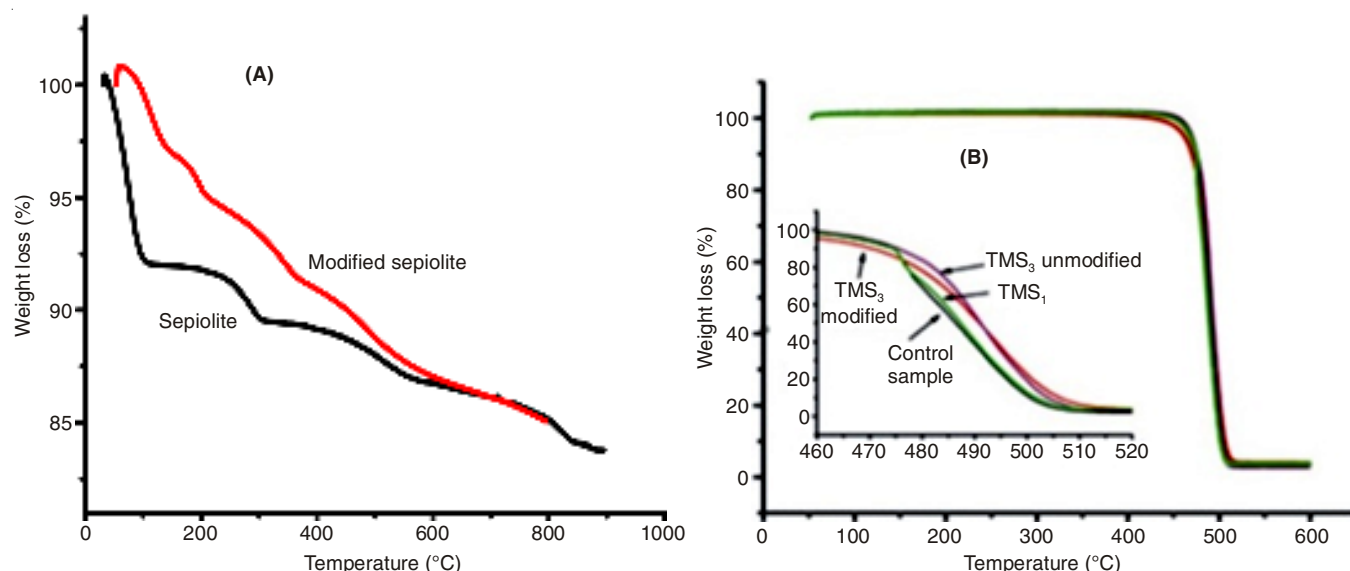 (A)
Weight loss (%)
100
95
90
85
Modified sepiolite
Sepiolite
0 200 400 600 800 1000
Temperature (°C)
(B)
Weight loss (%)
100
80
60
40
20
0
100
80
60
40
20
0
TMS₃ unmodified
TMS₁
TMS₃
modified
Control
sample
460 470 480 490 500 510 520
0 100 200 300 400 500 600
Temperature (°C)